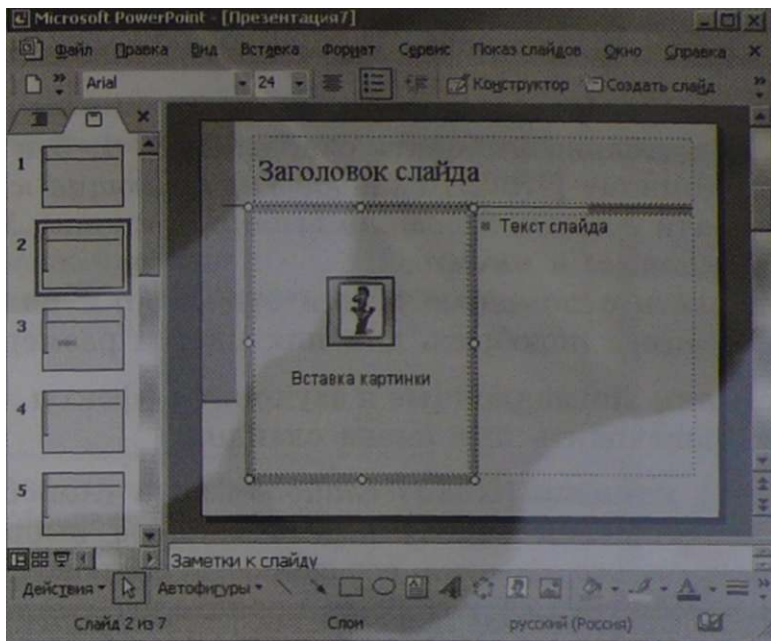 Microsoft PowerPoint - [Презентация7]
Файл Правка Вид Вставка Формат Сервис Показ слайдов Окно Справка
Arial 24 Конструктор Создать слайд
1
Заголовок слайда
2
Текст слайда
3
Вставка картинки
4
5
Заметки к слайду
Действия Автофигуры
Слайд 2 из 7 Слои русский (Россия)